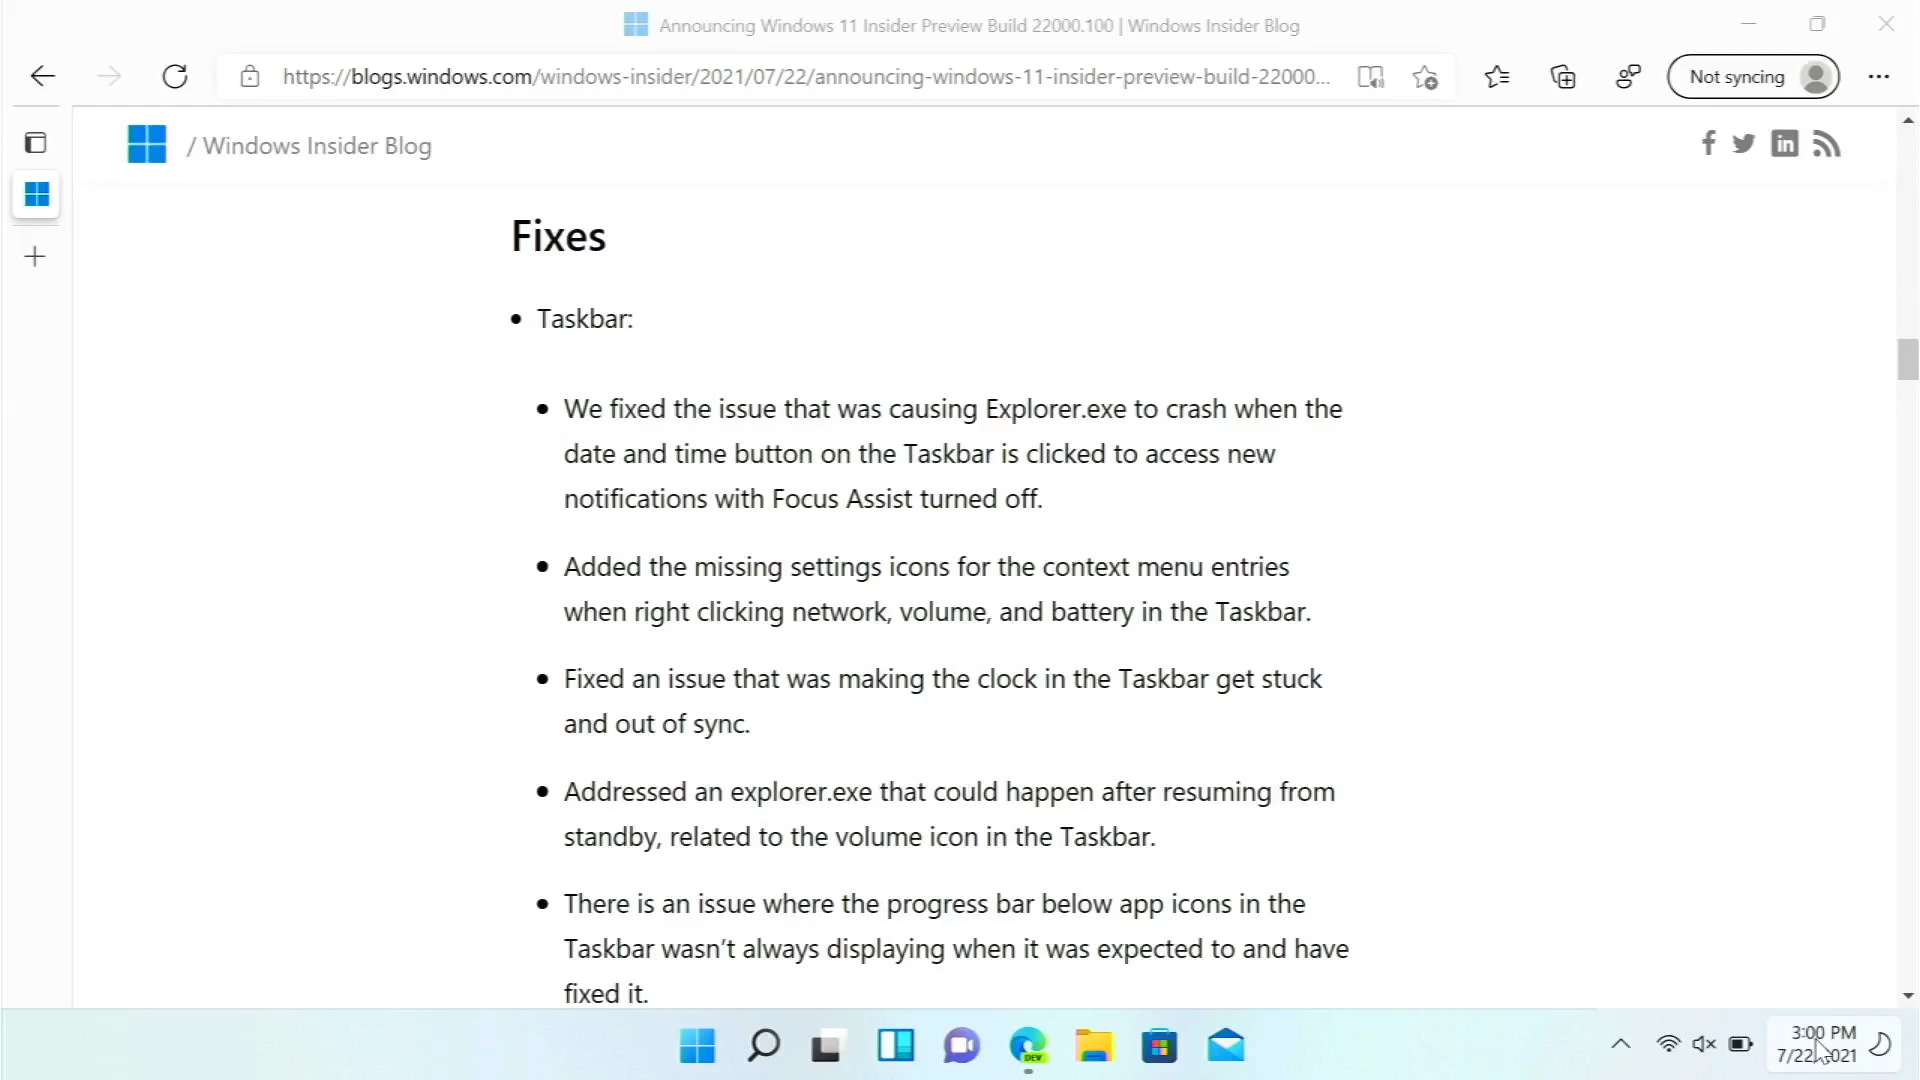 Announcing Windows 11 Insider Preview Build 22000.100 | Windows Insider Blog
https://blogs.windows.com/windows-insider/2021/07/22/announcing-windows-11-insider-preview-build-22000...
Not syncing
/ Windows Insider Blog
Fixes
• Taskbar:
• We fixed the issue that was causing Explorer.exe to crash when the
date and time button on the Taskbar is clicked to access new
notifications with Focus Assist turned off.
• Added the missing settings icons for the context menu entries
when right clicking network, volume, and battery in the Taskbar.
• Fixed an issue that was making the clock in the Taskbar get stuck
and out of sync.
• Addressed an explorer.exe that could happen after resuming from
standby, related to the volume icon in the Taskbar.
• There is an issue where the progress bar below app icons in the
Taskbar wasn’t always displaying when it was expected to and have
fixed it.
DEV
3:00 PM
7/22/2021